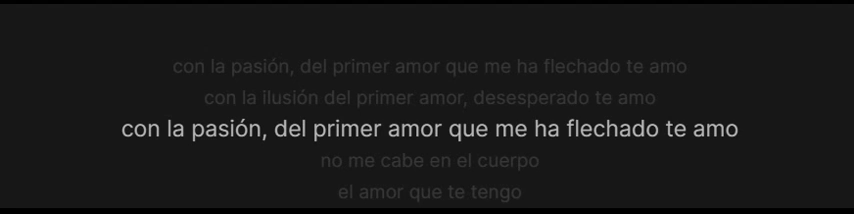 con la pasión, del primer amor que me ha flechado te amo
con la ilusión del primer amor, desesperado te amo
con la pasión, del primer amor que me ha flechado te amo
no me cabe en el cuerpo
el amor que te tengo